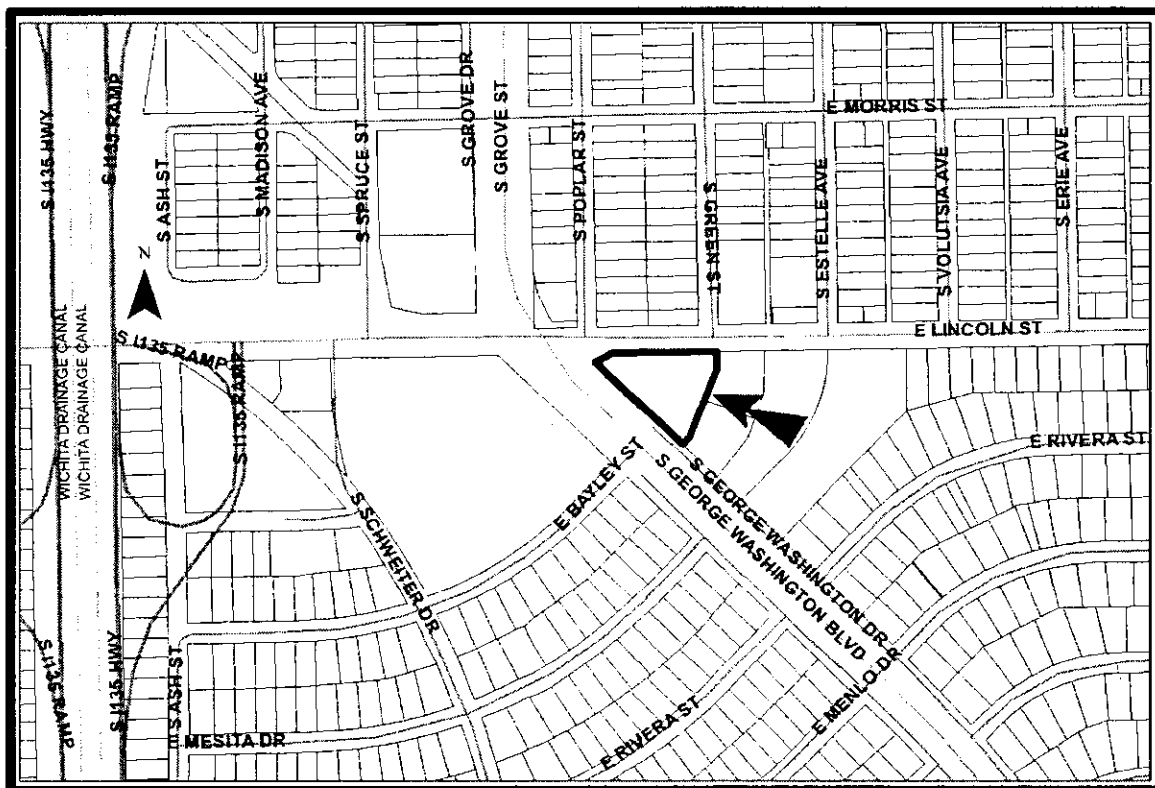 S I135 HWY
S I135 RAMP
S ASH ST
S MADISON AVE
S SPRUCE ST
S GROVE DR
S GROVE ST
S POPLAR ST
E MORRIS ST
S GREEN ST
S ESTELLE AVE
S VOLUTSIA AVE
S ERIE AVE
N
E LINCOLN ST
WICHITA DRAINAGE CANAL
WICHITA DRAINAGE CANAL
S I135 RAMP
S I135 RAMP
E RIVERA ST
E BAYLEY ST
S GEORGE WASHINGTON DR
S GEORGE WASHINGTON BLVD
S SCHWEITER DR
S I135 RAMP
S I135 HWY
S ASH ST
E MESITA DR
E RIVERA ST
E MENLO DR